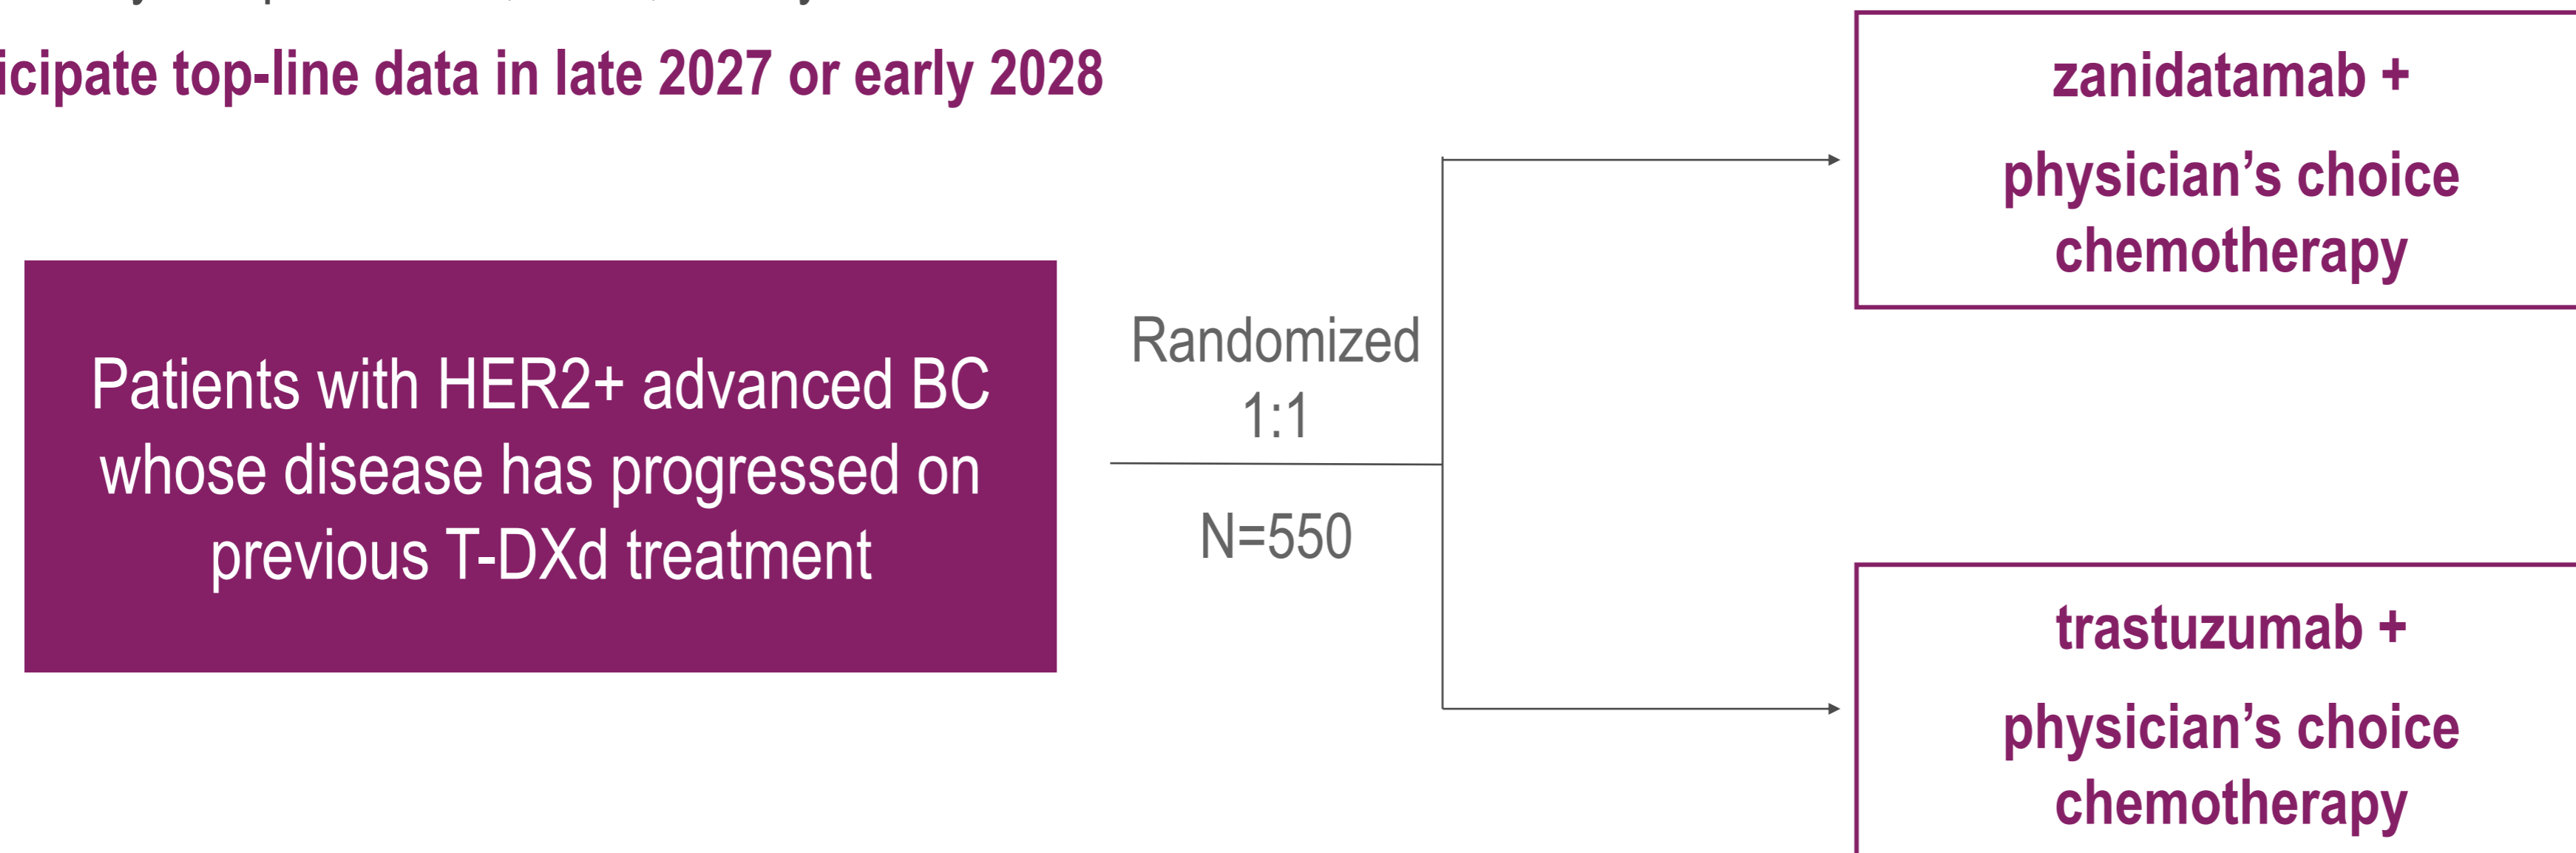 icipate top-line data in late 2027 or early 2028
Patients with HER2+ advanced BC
whose disease has progressed on
previous T-DXd treatment
Randomized
1:1
N=550
zanidatamab +
physician’s choice
chemotherapy
trastuzumab +
physician’s choice
chemotherapy